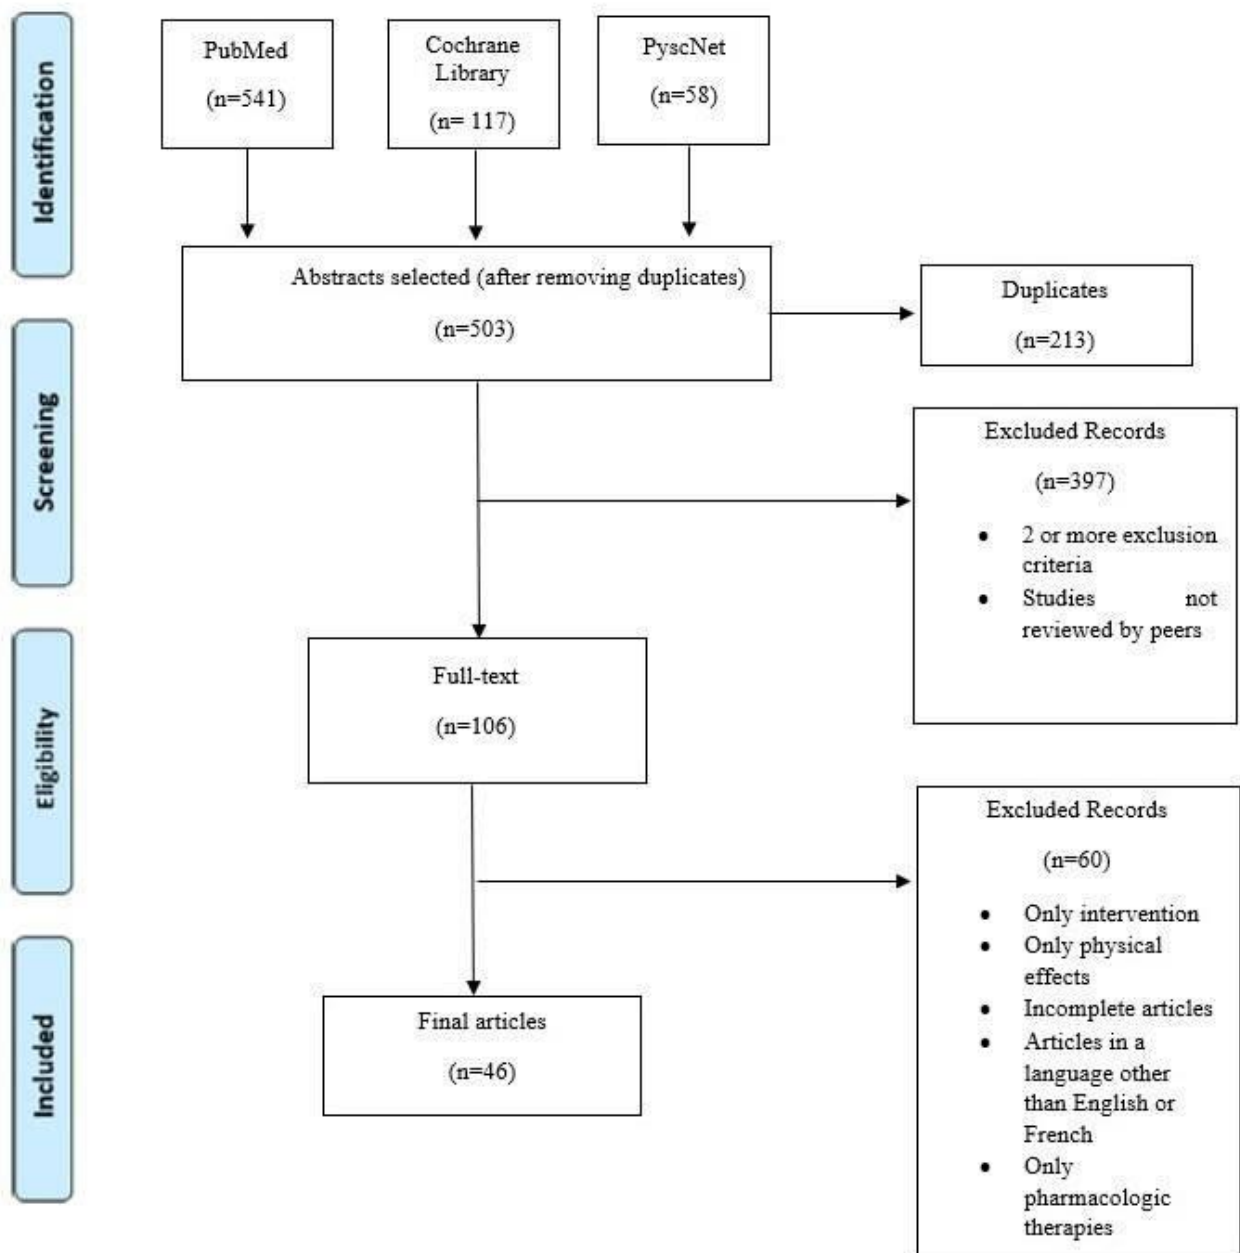 Identification
PubMed
(n=541)
Cochrane
Library
(n= 117)
PyscNet
(n=58)
Abstracts selected (after removing duplicates)
(n=503)
Duplicates
(n=213)
Screening
Excluded Records
(n=397)
● 2 or more exclusion
criteria
● Studies not
reviewed by peers
Eligibility
Full-text
(n=106)
Excluded Records
(n=60)
● Only intervention
● Only physical
effects
● Incomplete articles
● Articles in a
language other
than English or
French
● Only
pharmacologic
therapies
Included
Final articles
(n=46)